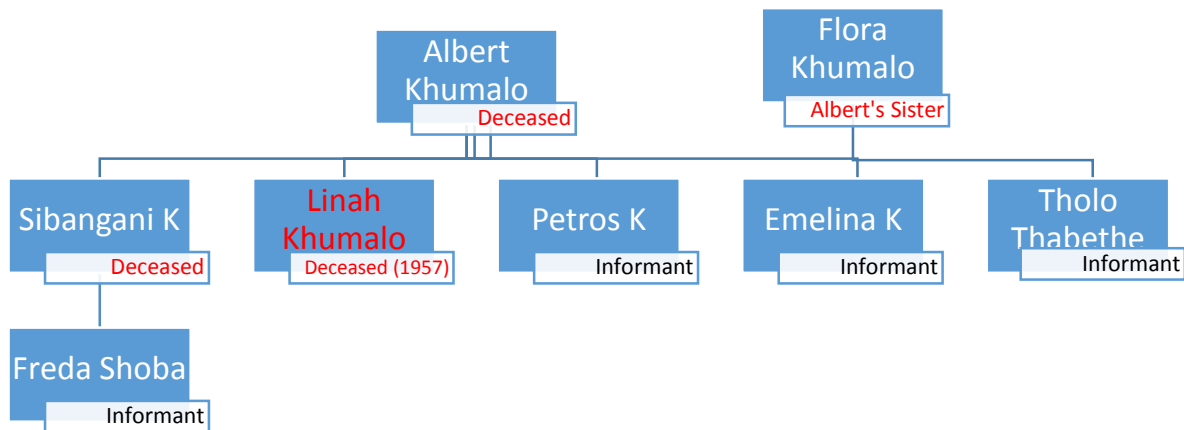 Albert
Khumalo
Deceased
Flora
Khumalo
Albert's Sister
Sibangani K
Deceased
Linah
Khumalo
Deceased (1957)
Petros K
Informant
Emelina K
Informant
Tholo
Thabethe
Informant
Freda Shoba
Informant